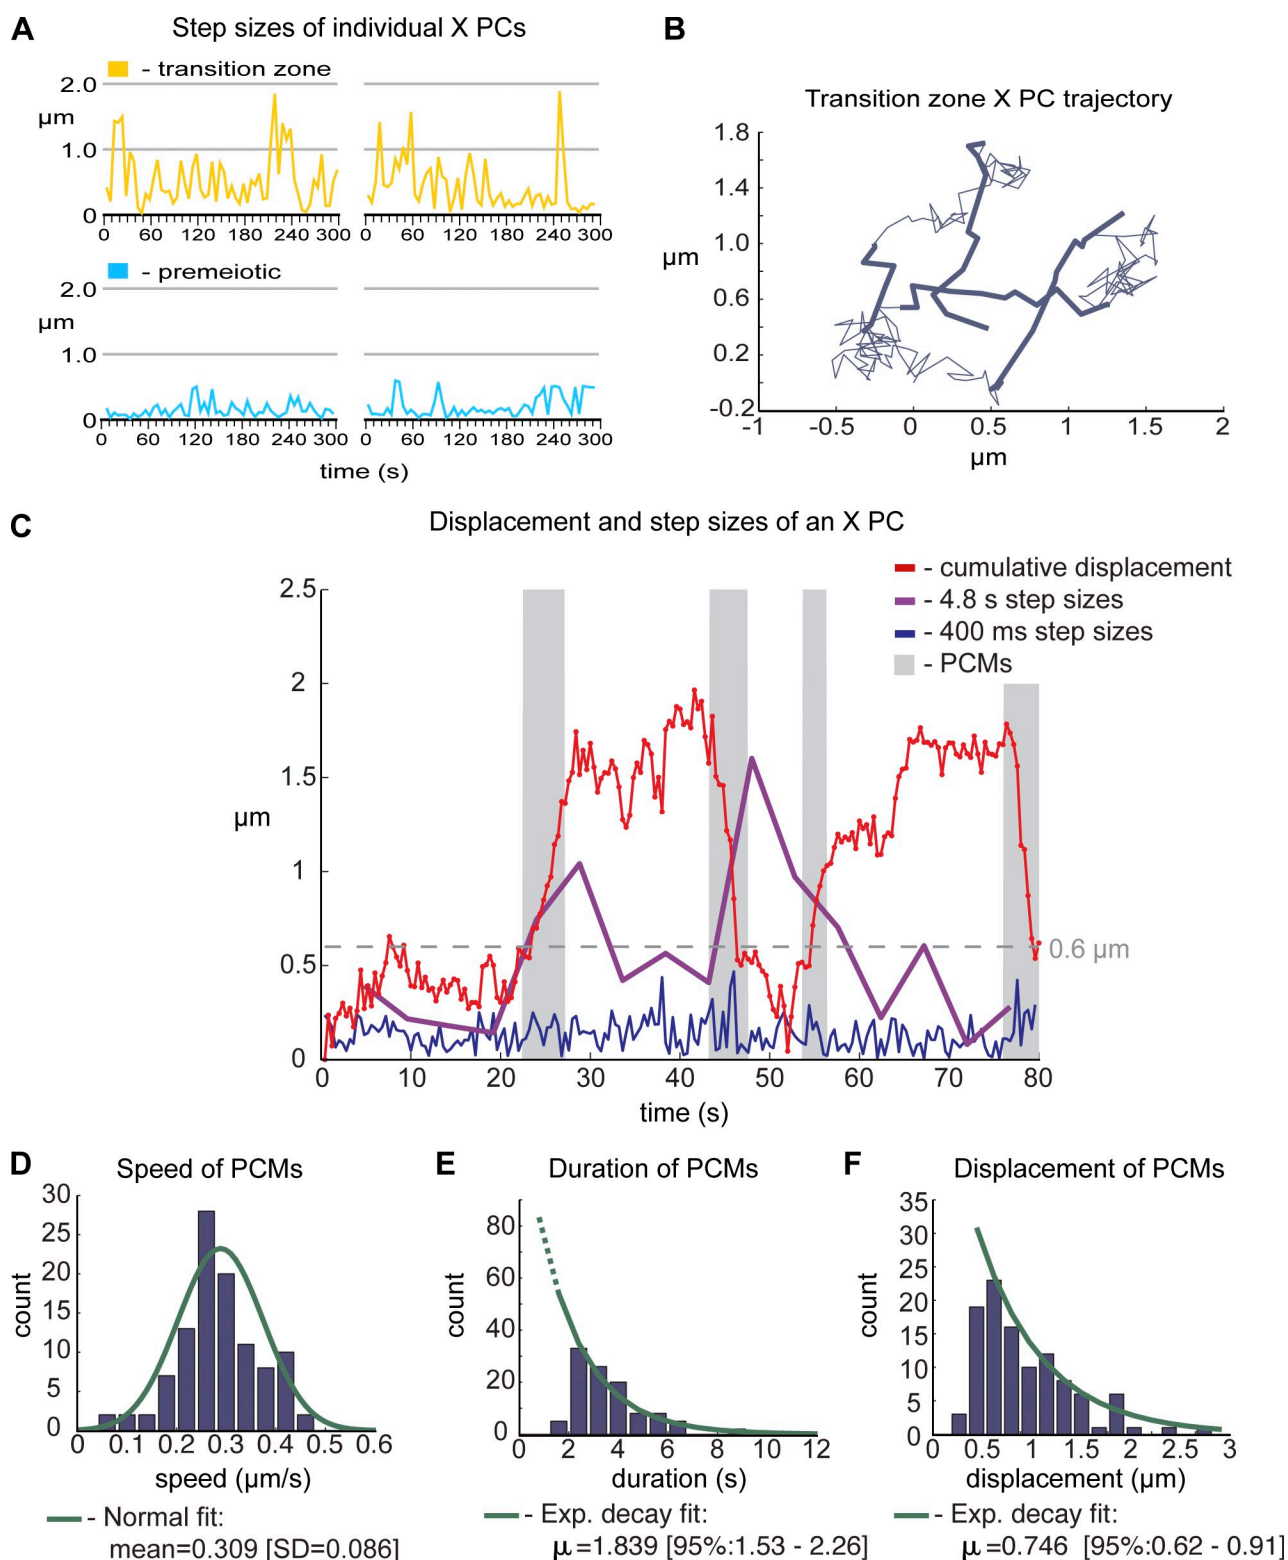 A
Step sizes of individual X PCs
- transition zone
2.0
µm
1.0
0
0 60 120 180 240 300
0 60 120 180 240 300
- premeiotic
2.0
µm
1.0
0
0 60 120 180 240 300
0 60 120 180 240 300
time (s)
B
Transition zone X PC trajectory
1.8
1.4
µm
1.0
0.6
0.2
-0.2
-1 -0.5 0 0.5 1 1.5 2
µm
C
Displacement and step sizes of an X PC
- cumulative displacement
- 4.8 s step sizes
- 400 ms step sizes
- PCMs
2.5
2
1.5
µm
1
0.6 µm
0.5
0
0 10 20 30 40 50 60 70 80
time (s)
D
Speed of PCMs
30
25
20
count
15
10
5
0
0 0.1 0.2 0.3 0.4 0.5 0.6
speed (µm/s)
- Normal fit:
mean=0.309 [SD=0.086]
E
Duration of PCMs
80
60
count
40
20
0
0 2 4 6 8 10 12
duration (s)
- Exp. decay fit:
µ=1.839 [95%:1.53 - 2.26]
F
Displacement of PCMs
35
30
25
count
20
15
10
5
0
0 0.5 1 1.5 2 2.5 3
displacement (µm)
- Exp. decay fit:
µ=0.746 [95%:0.62 - 0.91]